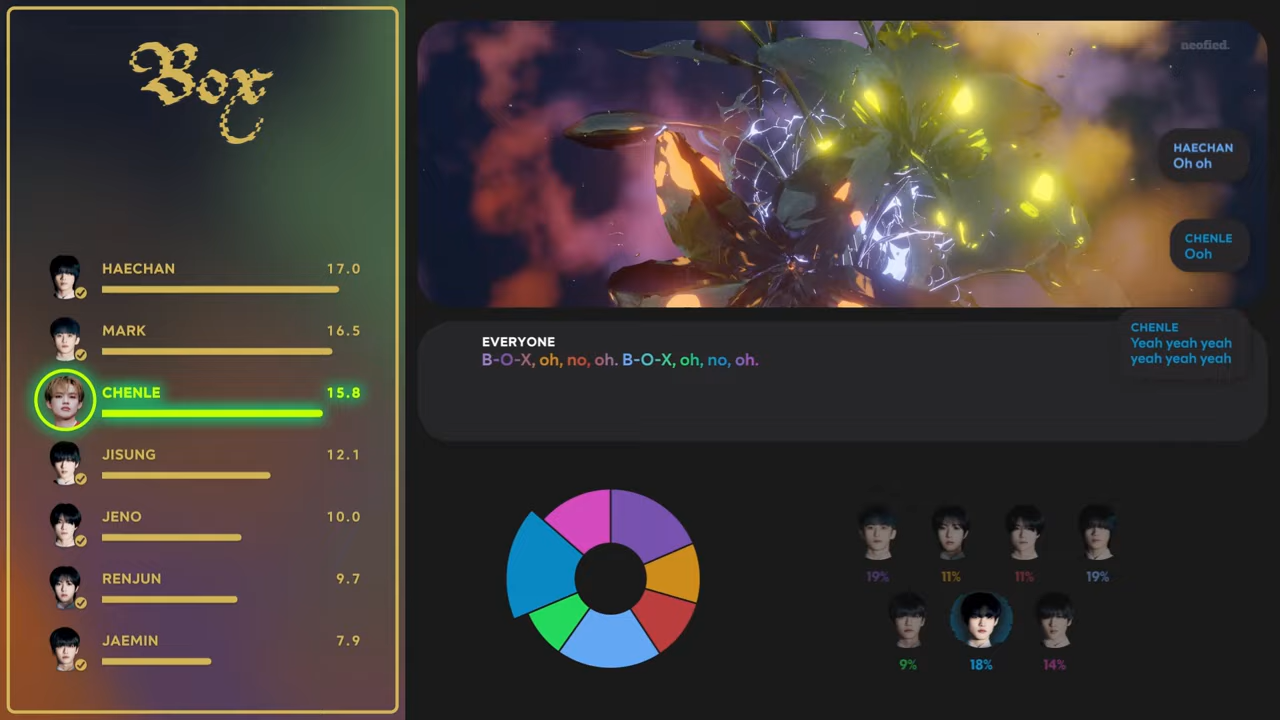 Box
HAECHAN 17.0
MARK 16.5
CHENLE 15.8
JISUNG 12.1
JENO 10.0
RENJUN 9.7
JAEMIN 7.9
neofied.
HAECHAN
Oh oh
CHENLE
Ooh
CHENLE
Yeah yeah yeah
yeah yeah yeah
EVERYONE
B-O-X, oh, no, oh. B-O-X, oh, no, oh.
19% 11% 11% 19%
9% 18% 14%